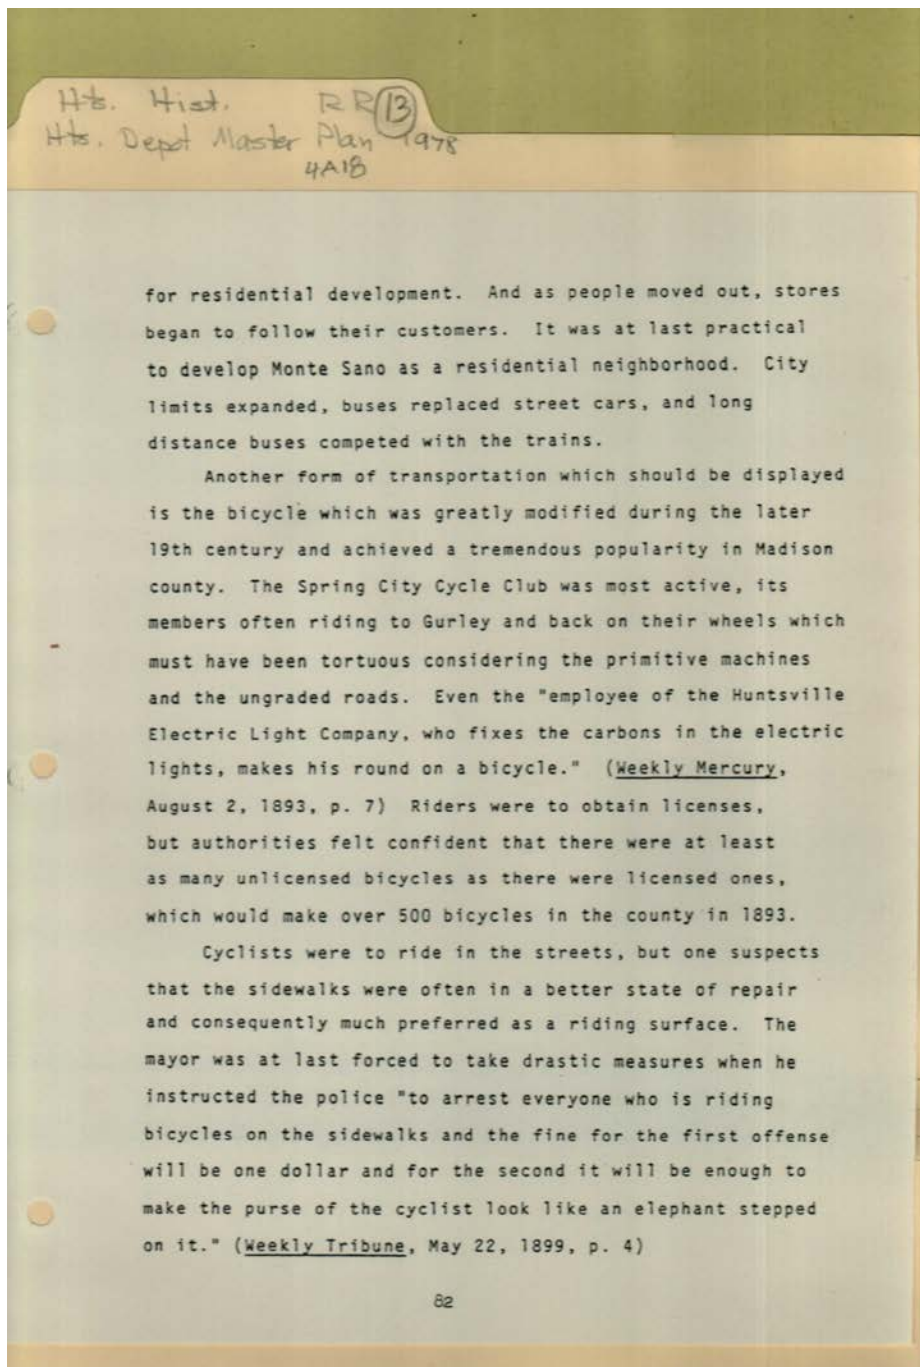 Hts. Hist. RR 13
Hts. Depot Master Plan 1978
4A18
for residential development. And as people moved out, stores
began to follow their customers. It was at last practical
to develop Monte Sano as a residential neighborhood. City
limits expanded, buses replaced street cars, and long
distance buses competed with the trains.
Another form of transportation which should be displayed
is the bicycle which was greatly modified during the later
19th century and achieved a tremendous popularity in Madison
county. The Spring City Cycle Club was most active, its
members often riding to Gurley and back on their wheels which
must have been tortuous considering the primitive machines
and the ungraded roads. Even the "employee of the Huntsville
Electric Light Company, who fixes the carbons in the electric
lights, makes his round on a bicycle." (Weekly Mercury,
August 2, 1893, p. 7) Riders were to obtain licenses,
but authorities felt confident that there were at least
as many unlicensed bicycles as there were licensed ones,
which would make over 500 bicycles in the county in 1893.
Cyclists were to ride in the streets, but one suspects
that the sidewalks were often in a better state of repair
and consequently much preferred as a riding surface. The
mayor was at last forced to take drastic measures when he
instructed the police "to arrest everyone who is riding
bicycles on the sidewalks and the fine for the first offense
will be one dollar and for the second it will be enough to
make the purse of the cyclist look like an elephant stepped
on it." (Weekly Tribune, May 22, 1899, p. 4)
82